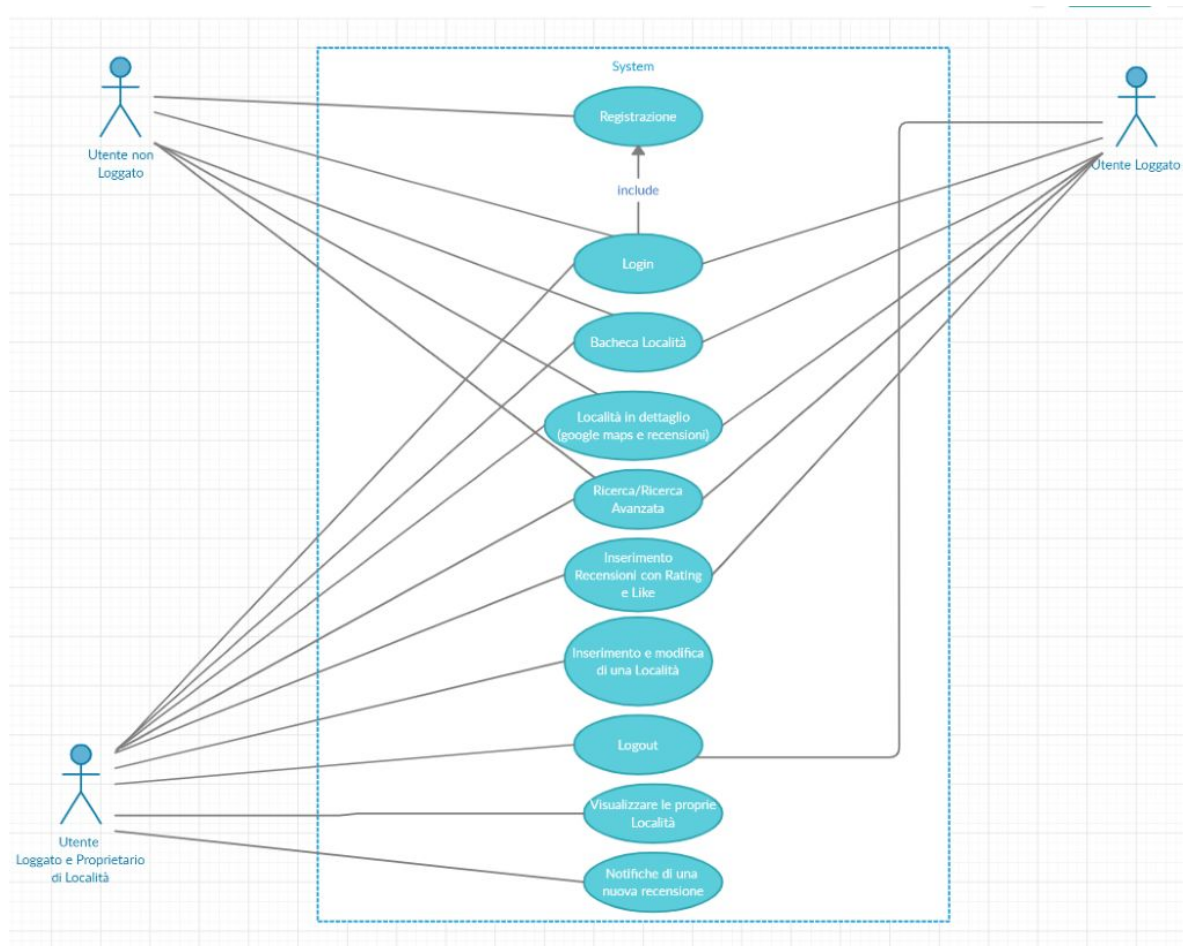 System
Registrazione
Utente non
Loggato
Utente Loggato
include
Login
Bacheca Località
Località in dettaglio
(google maps e recensioni)
Ricerca/Ricerca
Avanzata
Inserimento
Recensioni con Rating
e Like
Inserimento e modifica
di una Località
Logout
Visualizzare le proprie
Località
Utente
Loggato e Proprietario
di Località
Notifiche di una
nuova recensione